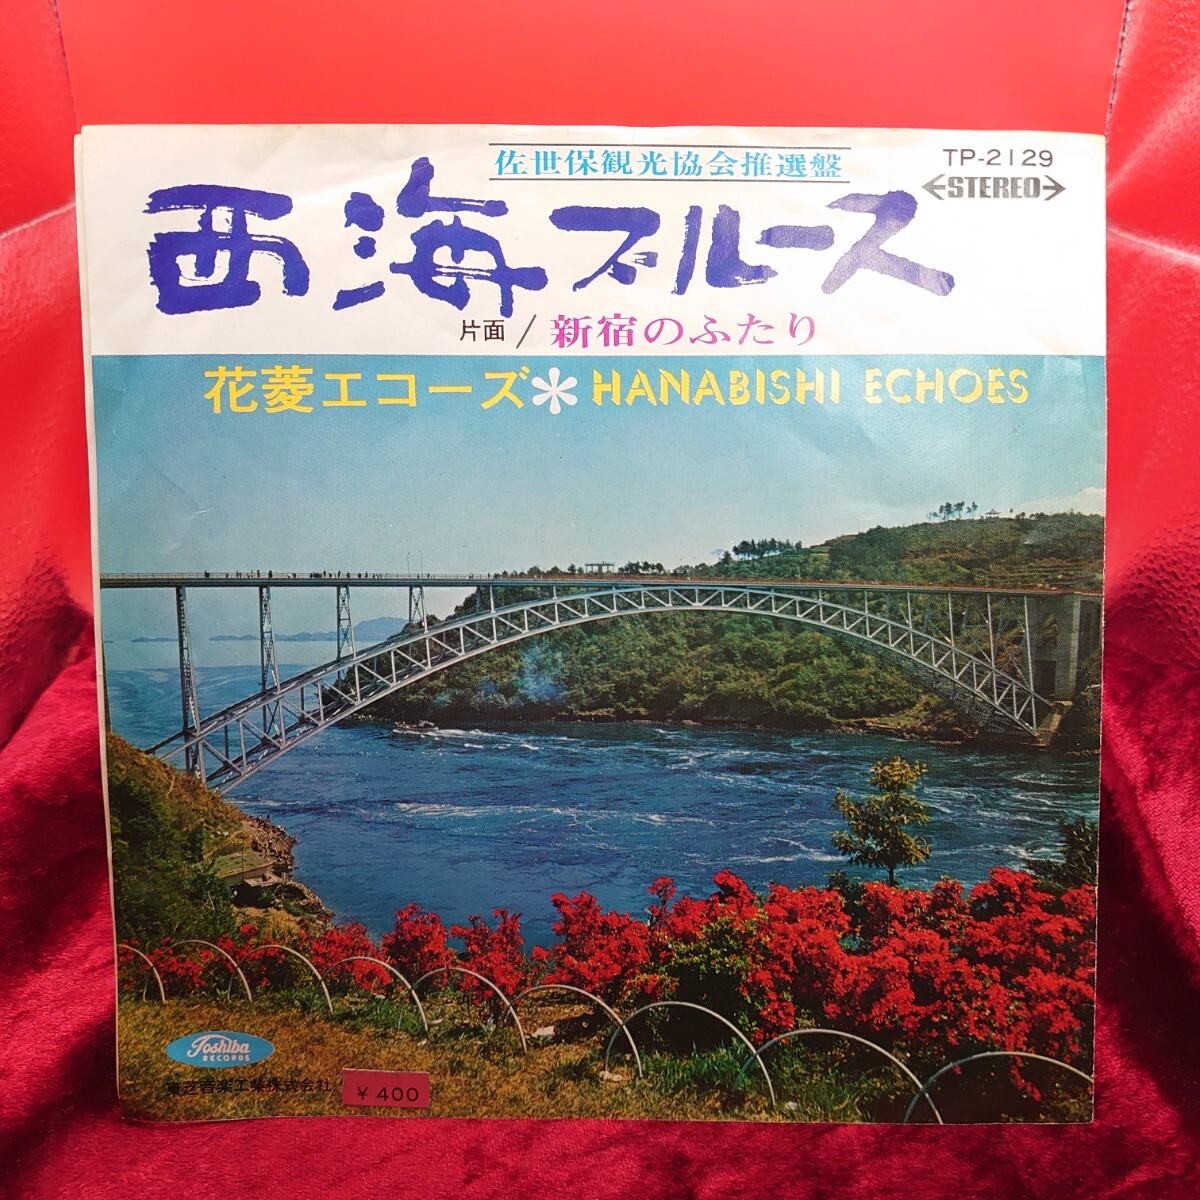 佐世保観光協会推選盤
TP-2129
STEREO
西海ブルース
片面/新宿のふたり
花菱エコーズ*HANABISHI ECHOES
Toshiba
RECORDS
東芝音楽工業株式会社
￥400